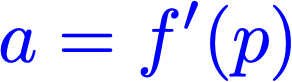 a = f′(p)